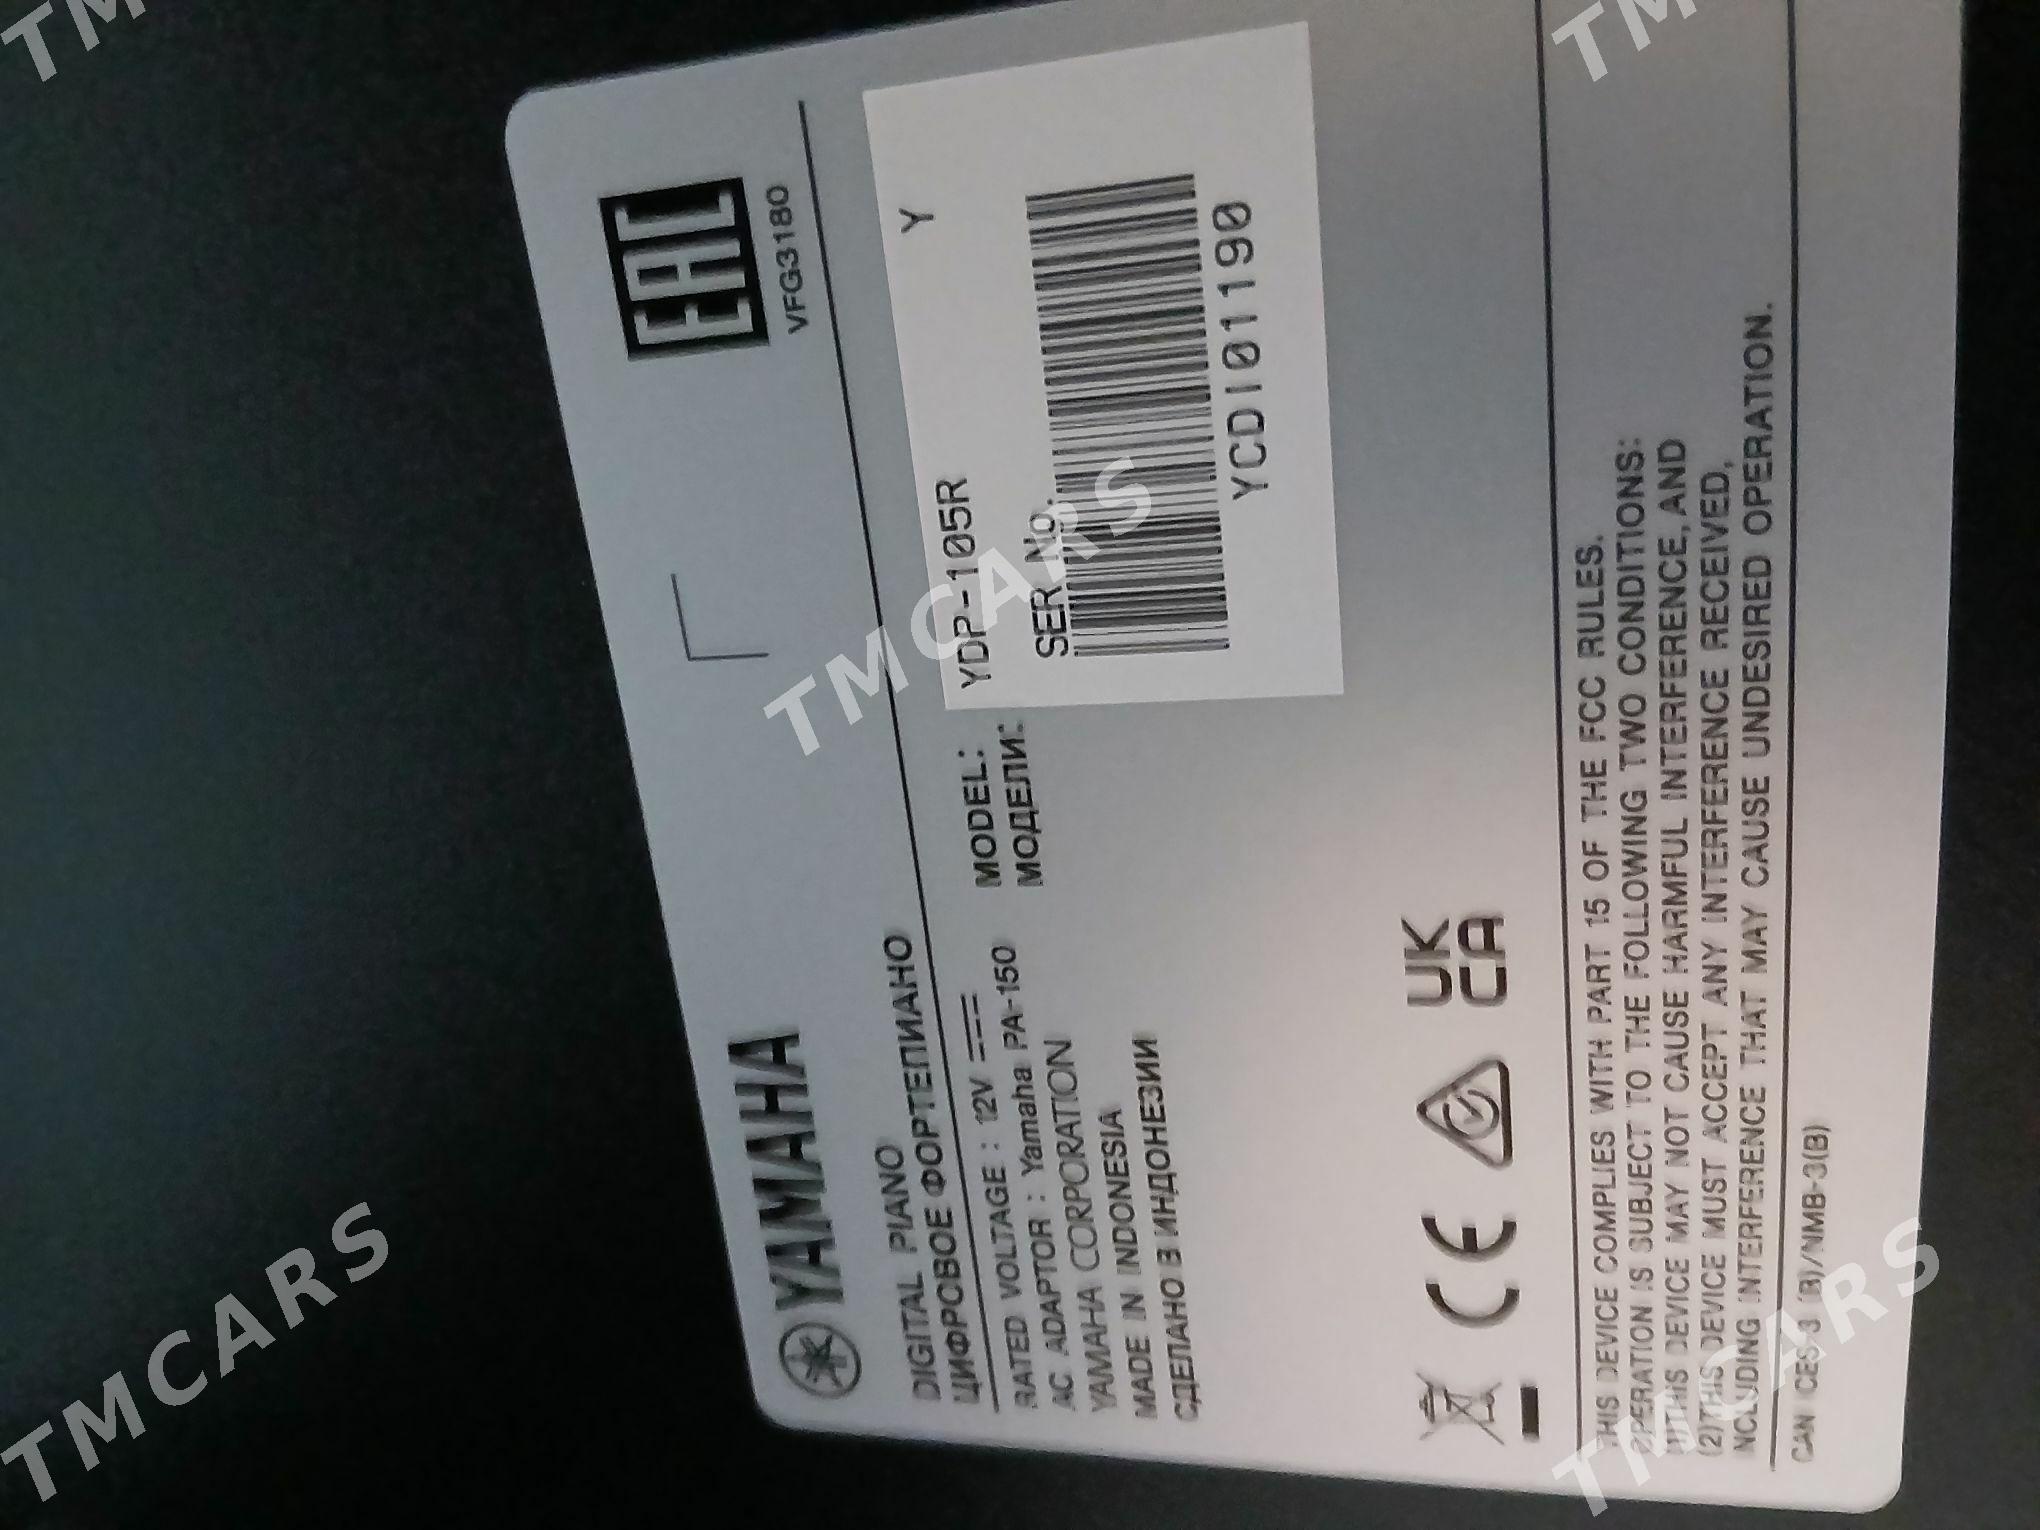 YAMAHA
EAC
VFG3180
DIGITAL PIANO
ЦИФРОВОЕ ФОРТЕПИАНО
RATED VOLTAGE : 12V
AC ADAPTOR : Yamaha PA-150
YAMAHA CORPORATION
MADE IN INDONESIA
СДЕЛАНО В ИНДОНЕЗИИ
MODEL:
МОДЕЛИ:
YDP-105R Y
SER No.
YCDI01190
CE
UK
CA
THIS DEVICE COMPLIES WITH PART 15 OF THE FCC RULES.
OPERATION IS SUBJECT TO THE FOLLOWING TWO CONDITIONS:
(1)THIS DEVICE MAY NOT CAUSE HARMFUL INTERFERENCE, AND
(2)THIS DEVICE MUST ACCEPT ANY INTERFERENCE RECEIVED,
INCLUDING INTERFERENCE THAT MAY CAUSE UNDESIRED OPERATION.
CAN ICES-3 (B)/NMB-3(B)
TMCARS
TMCARS
TMCARS
TM
TM